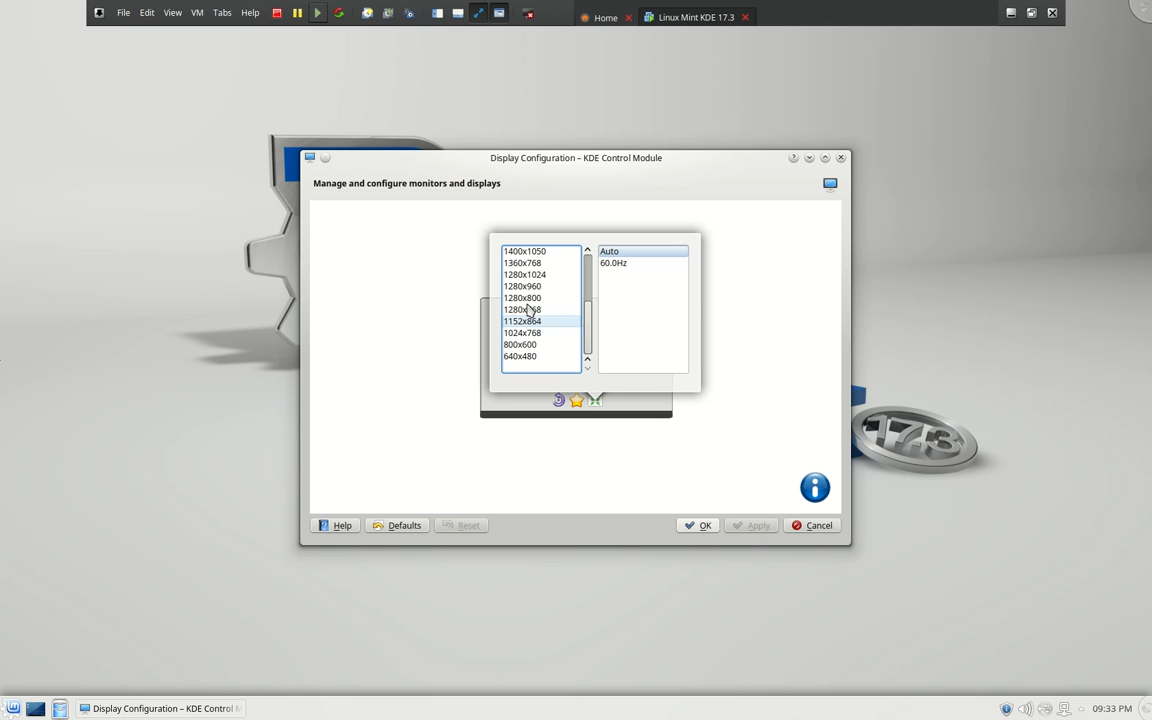 File Edit View VM Tabs Help
Home
Linux Mint KDE 17.3
Display Configuration – KDE Control Module
Manage and configure monitors and displays
1400x1050
1360x768
1280x1024
1280x960
1280x800
1280x768
1152x864
1024x768
800x600
640x480
Auto
60.0Hz
17.3
Help Defaults Reset OK Apply Cancel
Display Configuration – KDE Control M
09:33 PM